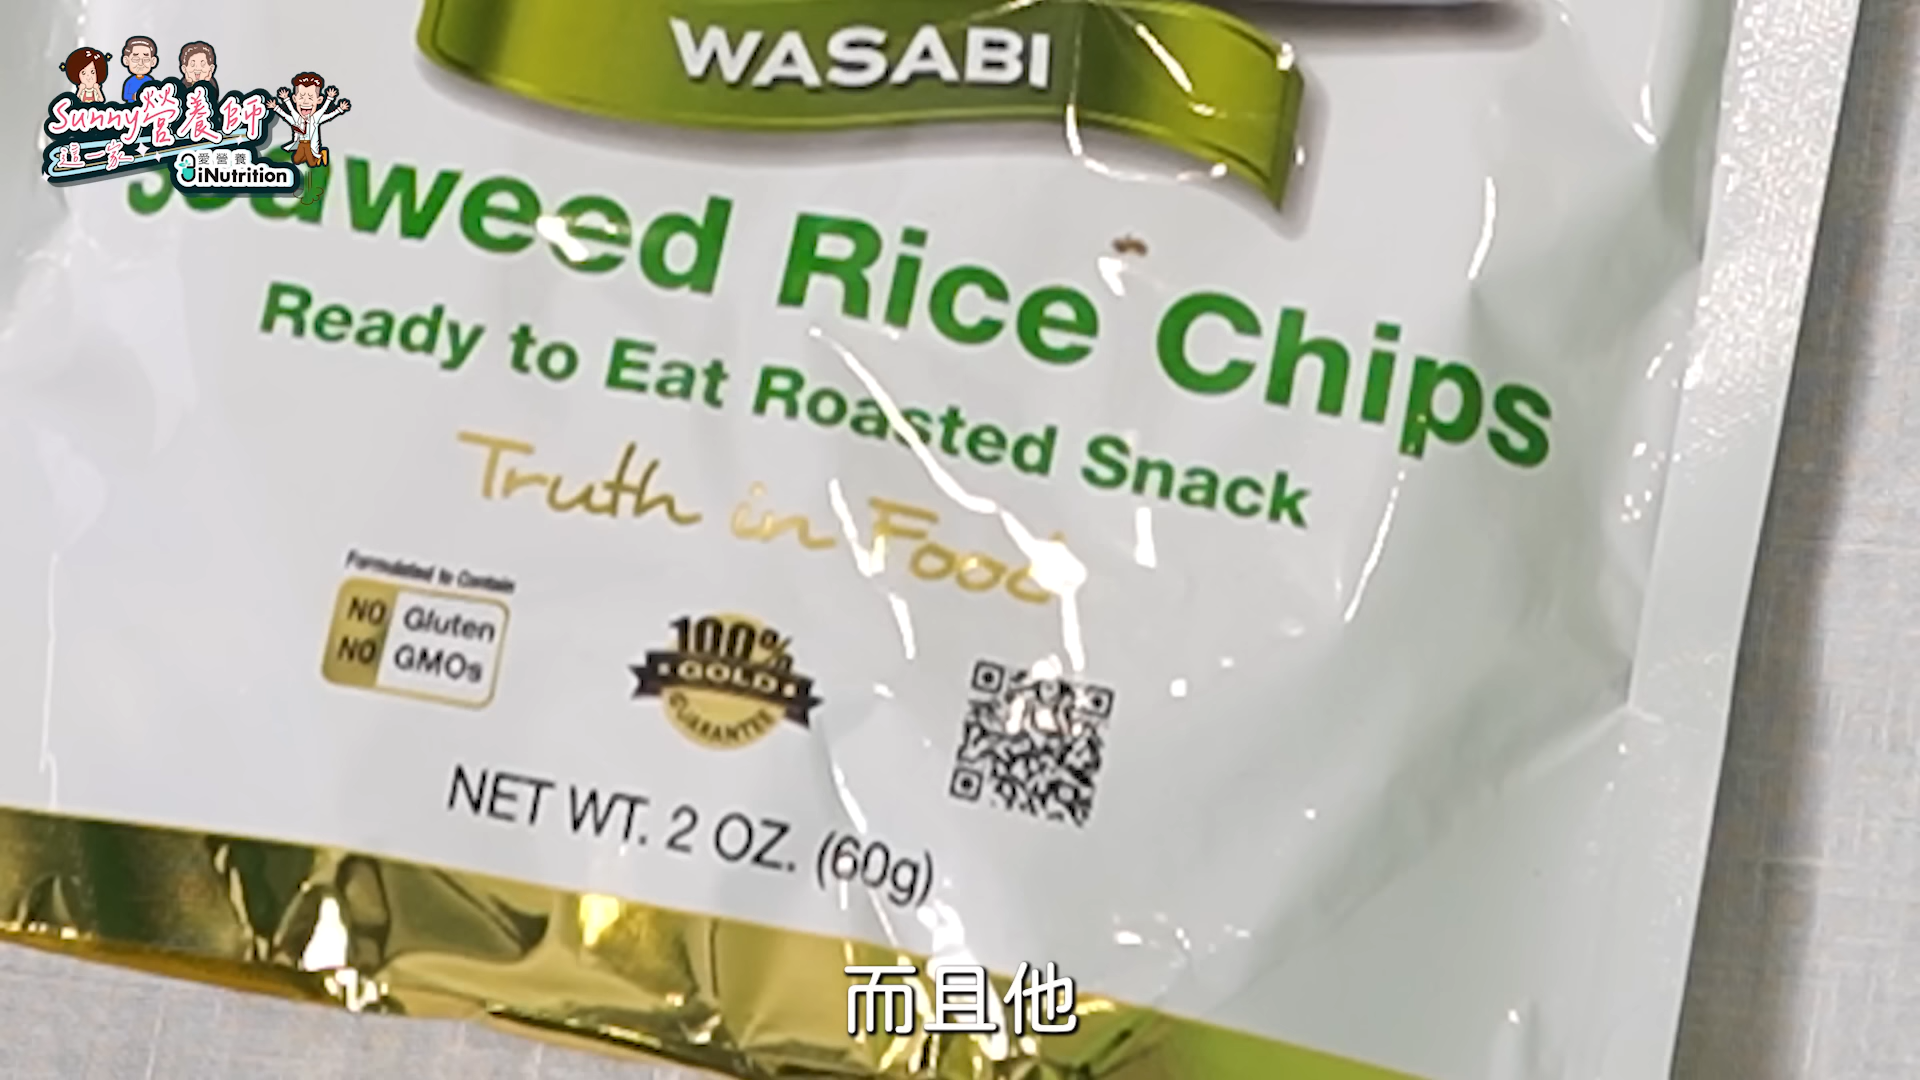 WASABI
Sunny營養師
這一家
愛營養
iNutrition
Seaweed Rice Chips
Ready to Eat Roasted Snack
Truth in Food
Formulated to Contain
NO Gluten
NO GMOs
100%
GOLD
GUARANTEE
NET WT. 2 OZ. (60g)
而且他